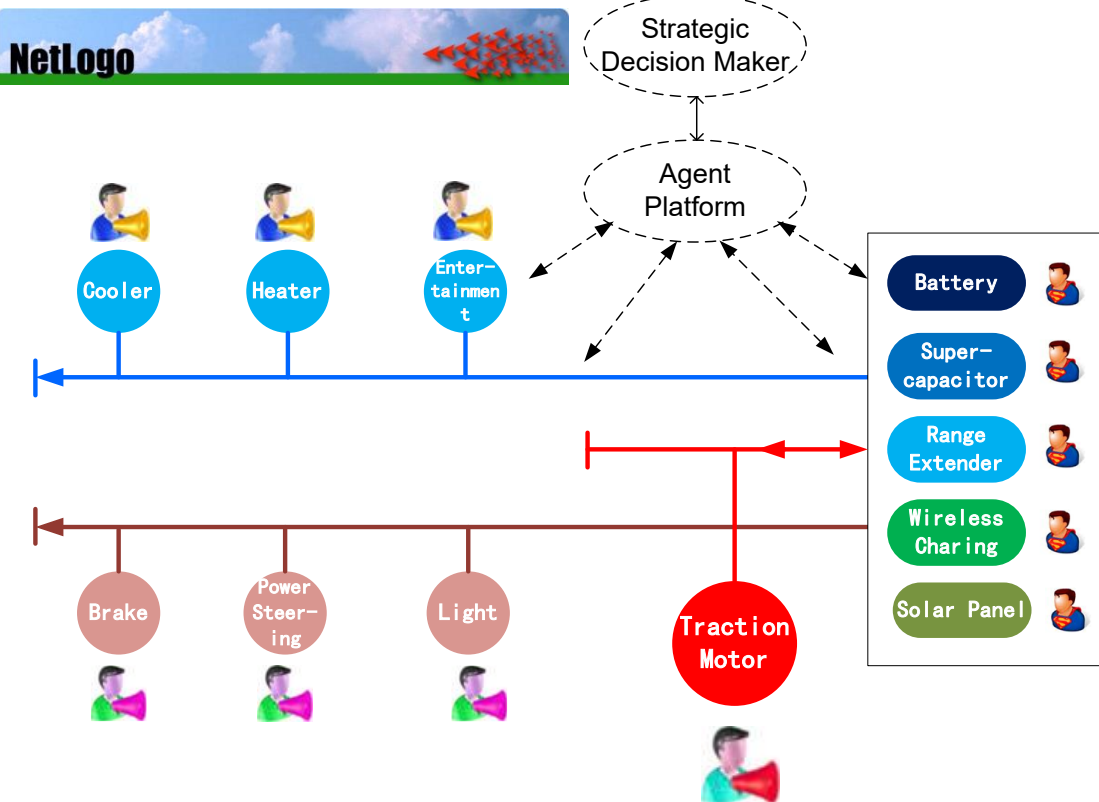 NetLogo
Strategic
Decision Maker
Agent
Platform
Cooler
Heater
Enter-
tainmen
t
Battery
Super-
capacitor
Range
Extender
Wireless
Charing
Solar Panel
Brake
Power
Steer-
ing
Light
Traction
Motor